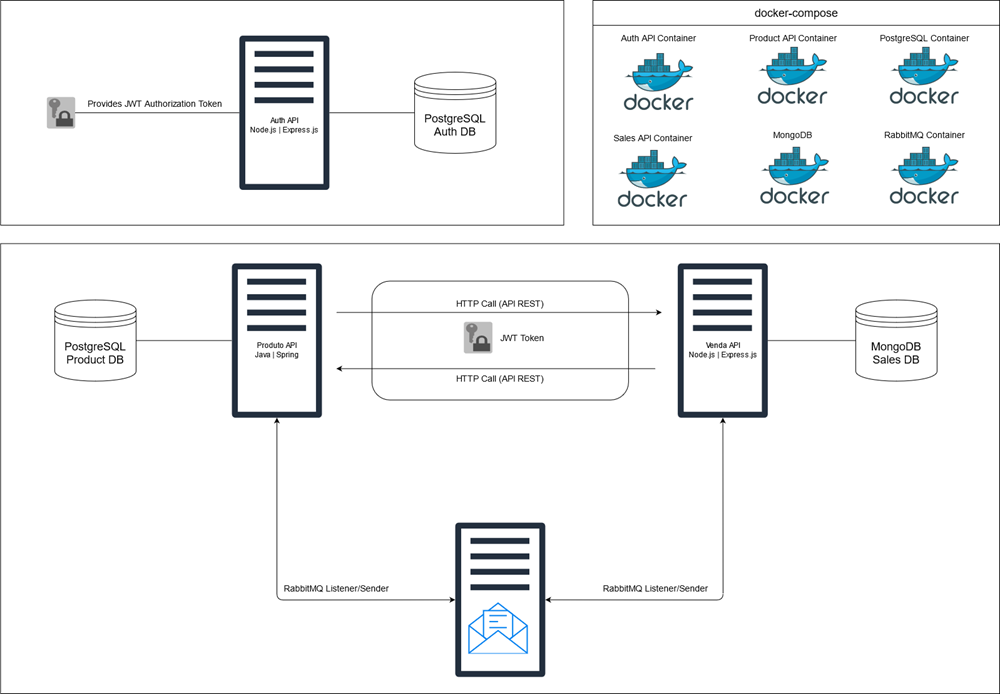 Provides JWT Authorization Token
Auth API
Node.js | Express.js
PostgreSQL
Auth DB
docker-compose
Auth API Container
Product API Container
PostgreSQL Container
docker
docker
docker
Sales API Container
MongoDB
RabbitMQ Container
docker
docker
docker
PostgreSQL
Product DB
Produto API
Java | Spring
HTTP Call (API REST)
JWT Token
HTTP Call (API REST)
Venda API
Node.js | Express.js
MongoDB
Sales DB
RabbitMQ Listener/Sender
RabbitMQ Listener/Sender